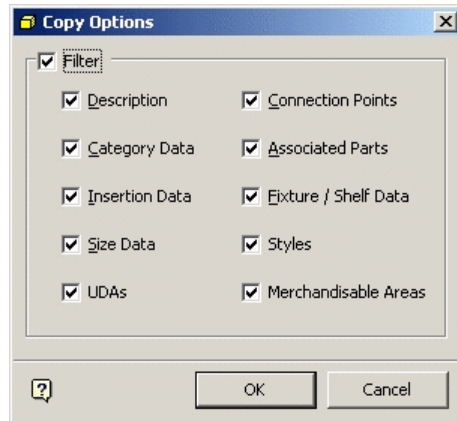 Copy Options
Filter
Description
Connection Points
Category Data
Associated Parts
Insertion Data
Fixture / Shelf Data
Size Data
Styles
UDAs
Merchandisable Areas
OK
Cancel